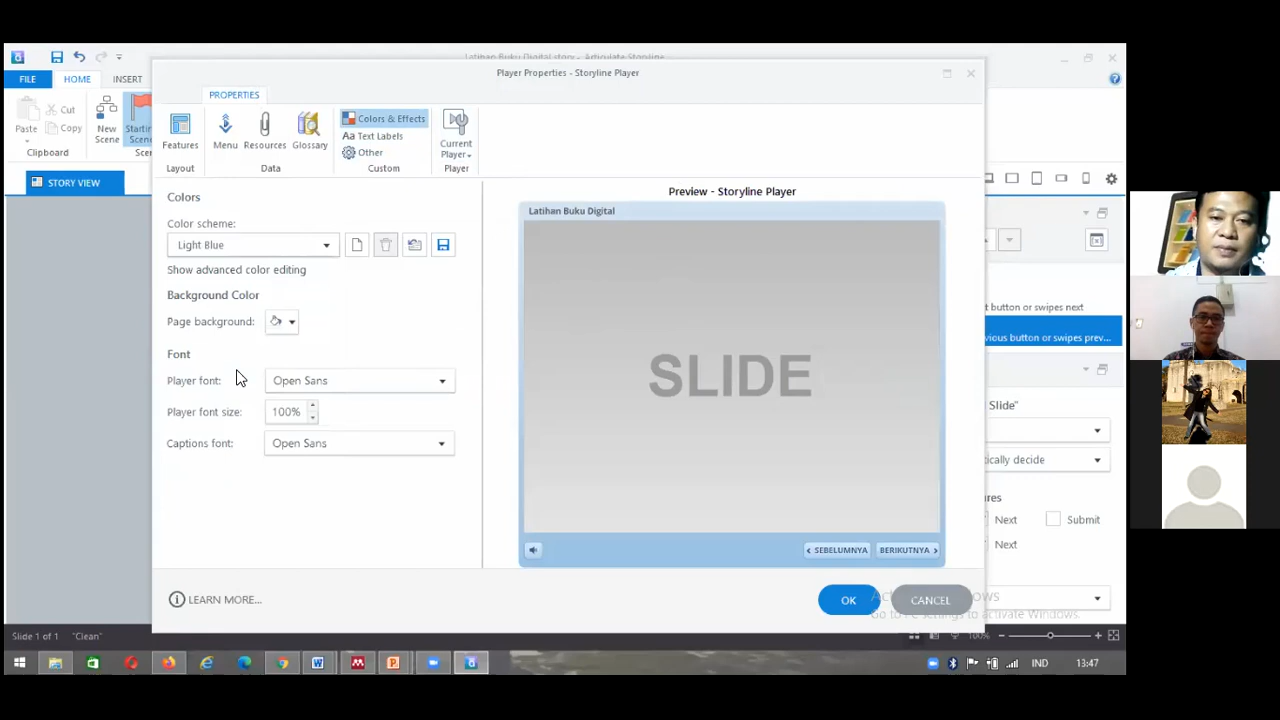 Latihan Buku Digital.story - Articulate Storyline
Player Properties - Storyline Player
FILE
HOME
INSERT
PROPERTIES
Paste
Cut
Copy
Clipboard
New
Scene
Features
Layout
Menu
Resources
Glossary
Data
Colors & Effects
Aa Text Labels
Other
Custom
Current
Player
Player
STORY VIEW
Colors
Color scheme:
Light Blue
Show advanced color editing
Background Color
Page background:
Font
Player font:
Open Sans
Player font size:
100%
Captions font:
Open Sans
Preview - Storyline Player
Latihan Buku Digital
SLIDE
SEBELUMNYA
BERIKUTNYA
t button or swipes next
vious button or swipes prev...
Slide"
tically decide
Next
Submit
Next
LEARN MORE...
OK
CANCEL
Go to PC settings to activate Windows.
Slide 1 of 1
"Clean"
100%
IND
13:47